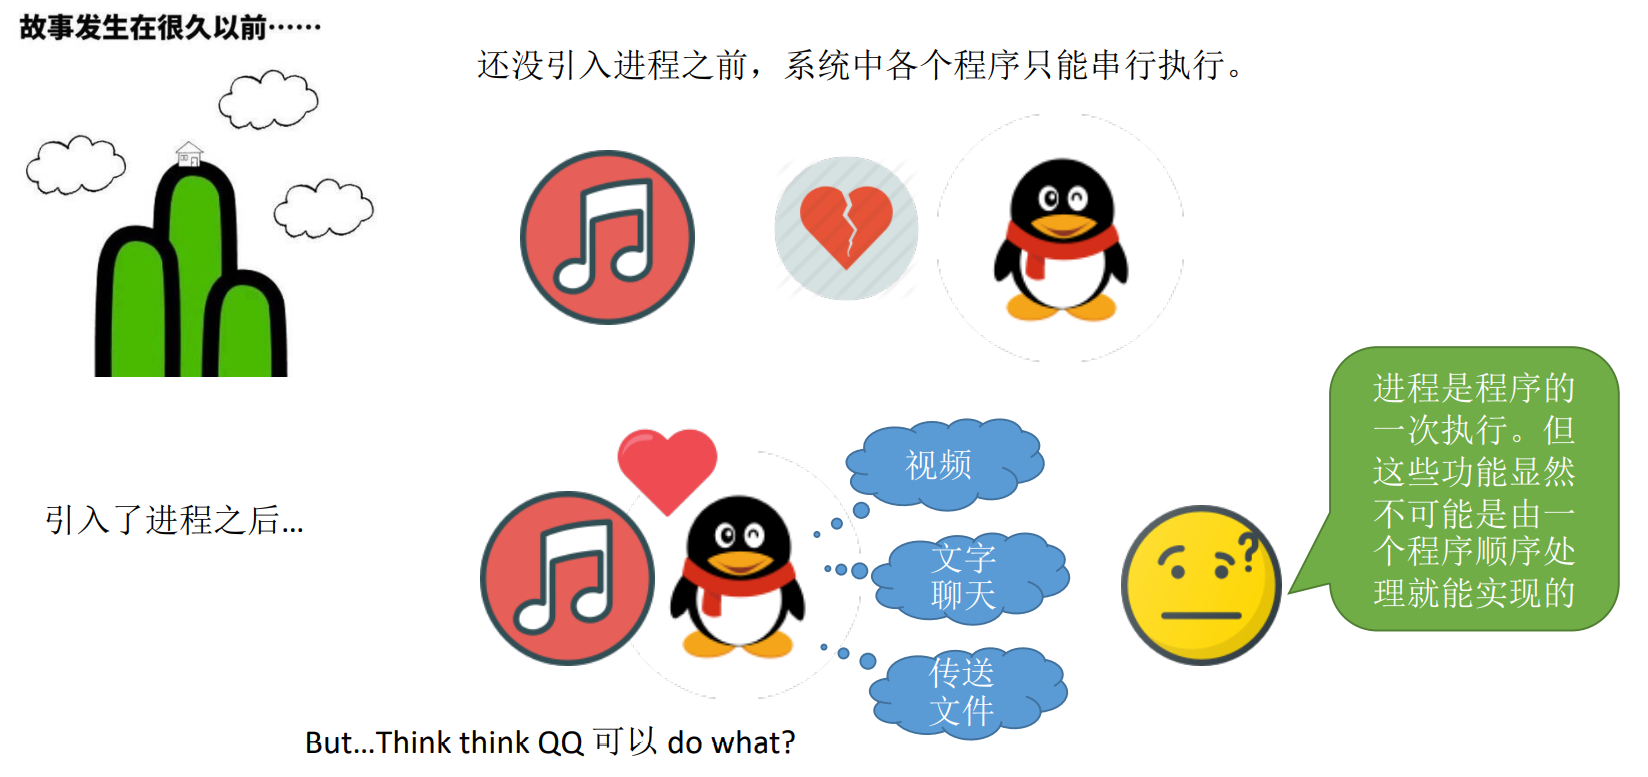 故事发生在很久以前……
还没引入进程之前，系统中各个程序只能串行执行。
引入了进程之后…
视频
文字
聊天
传送
文件
进程是程序的
一次执行。但
这些功能显然
不可能是由一
个程序顺序处
理就能实现的
?
But…Think think QQ 可以 do what?